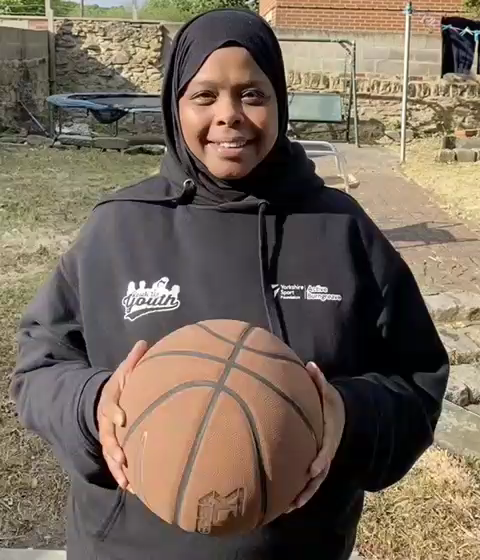 Youth
Yorkshire
Sport
Foundation
Active
Burngreave